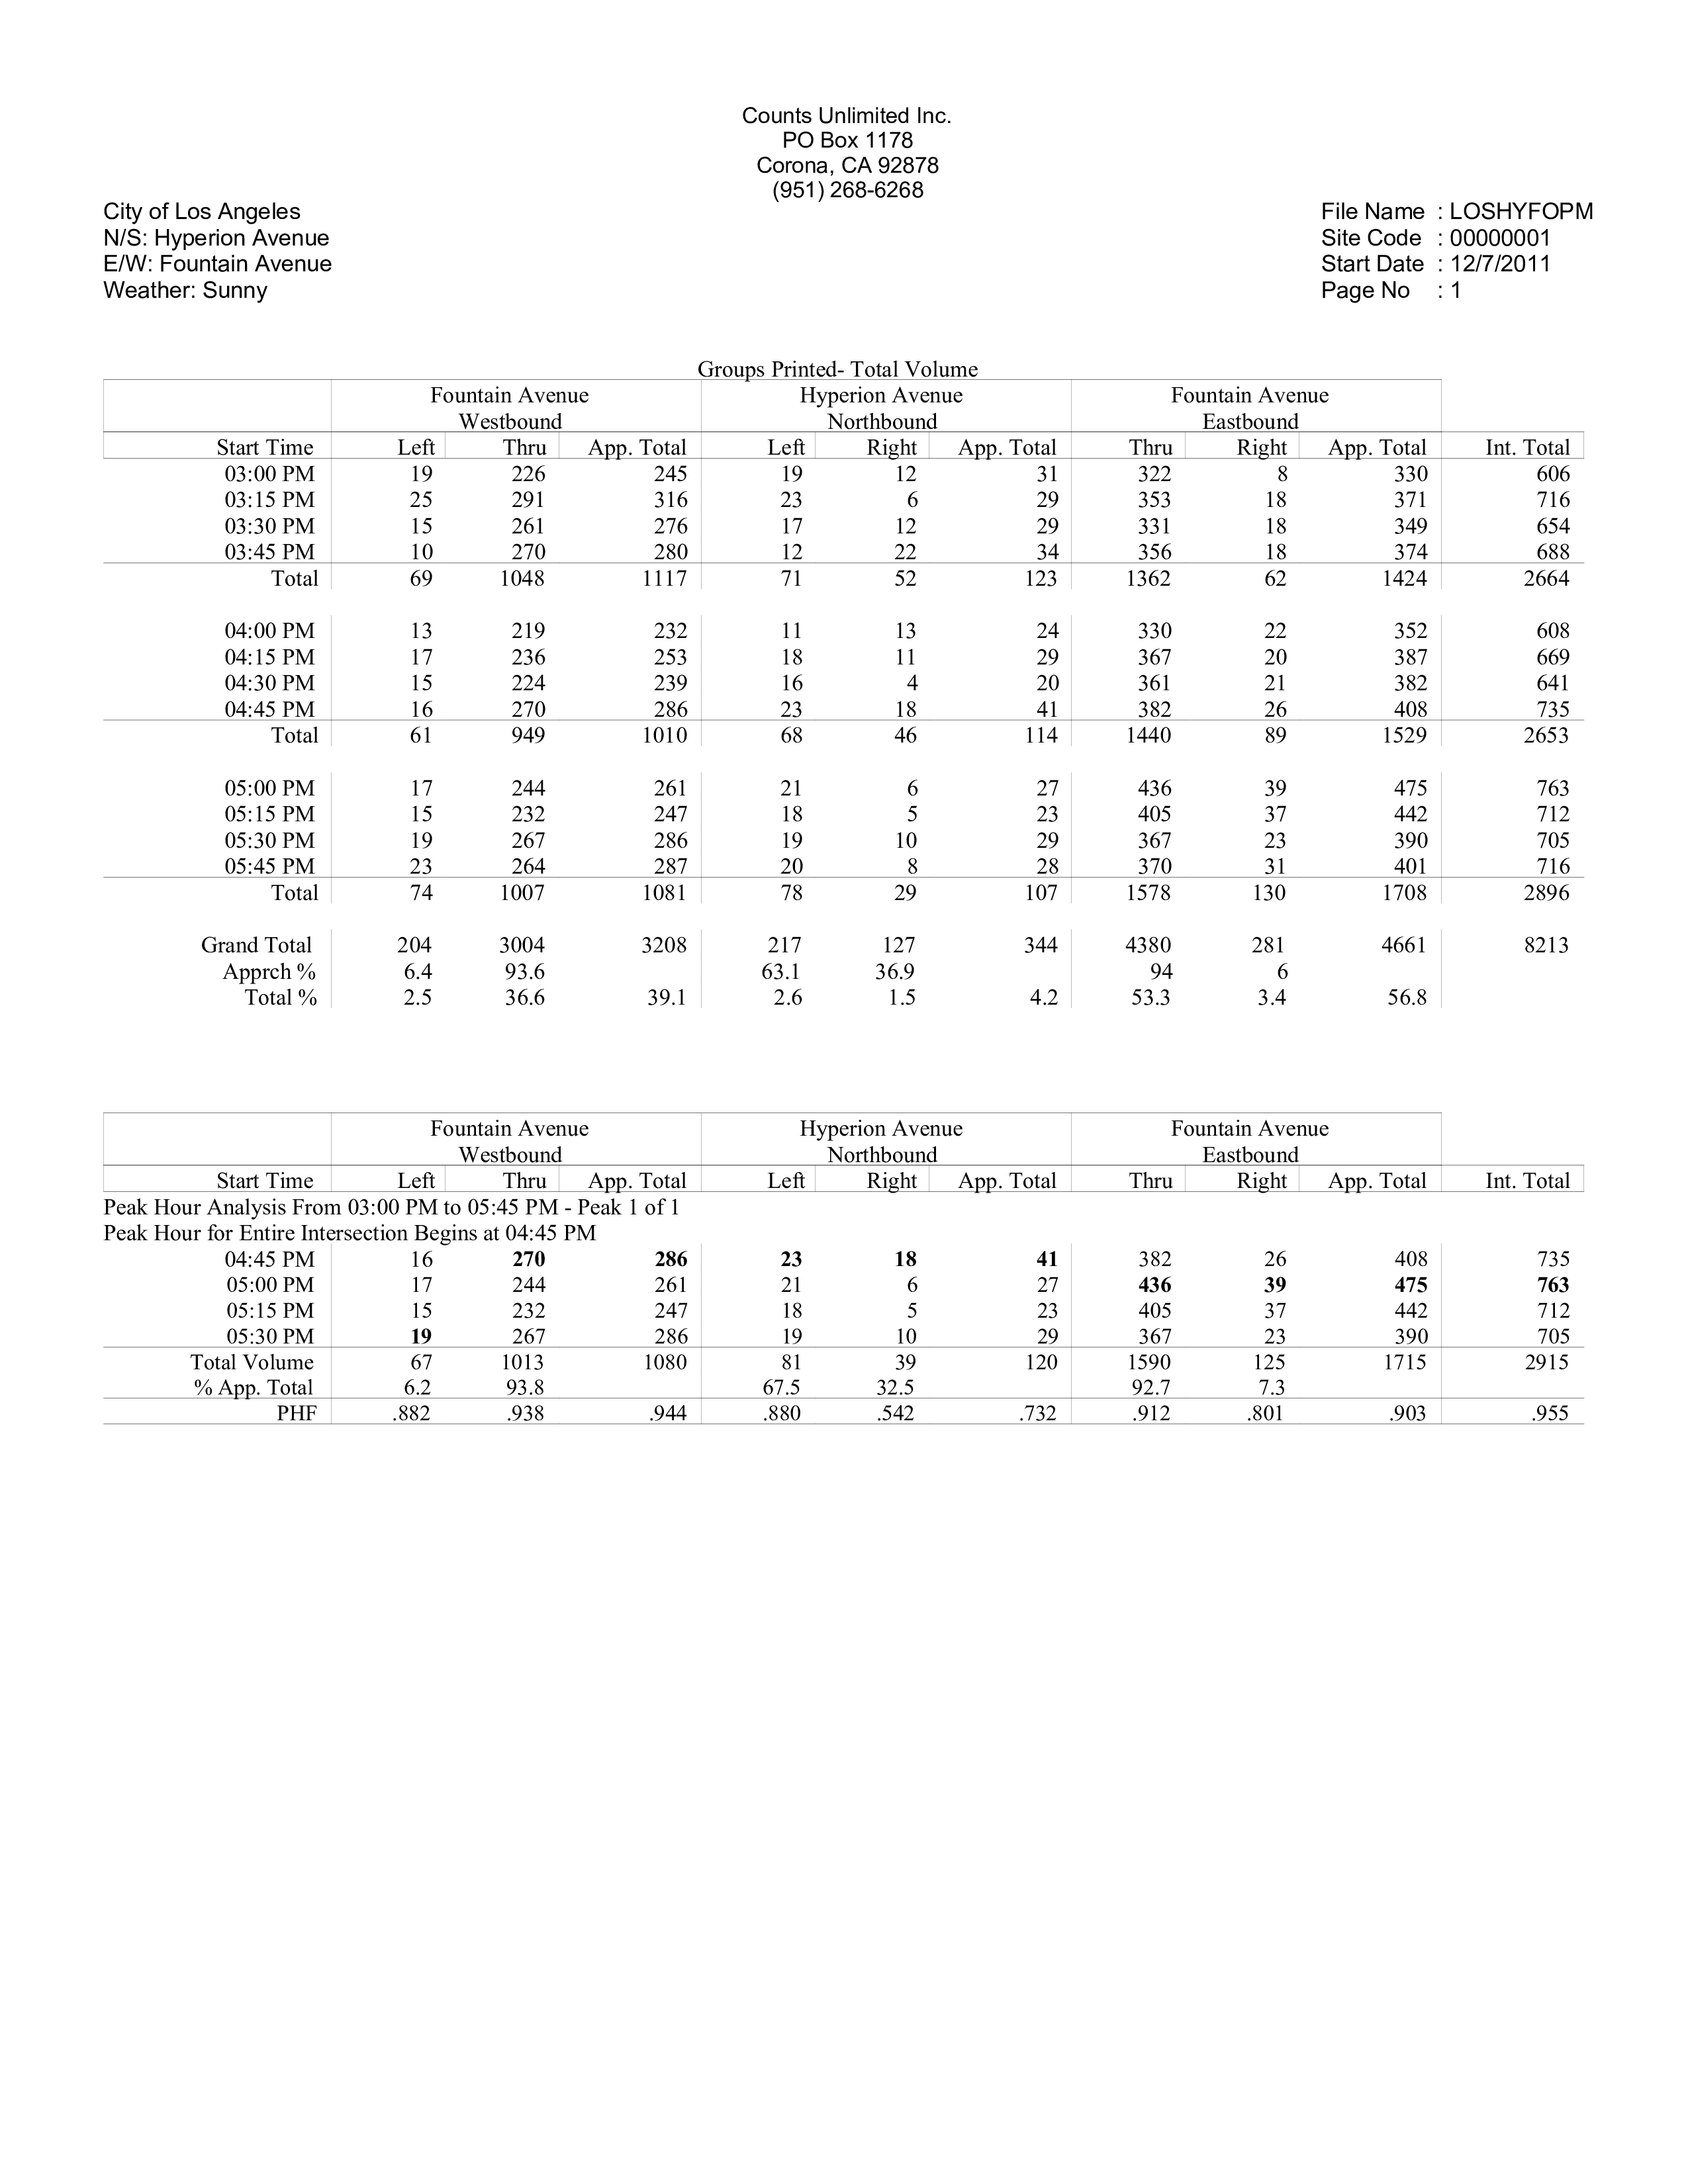 Counts Unlimited Inc.
PO Box 1178
Corona, CA 92878
(951) 268-6268
City of Los Angeles
N/S: Hyperion Avenue
E/W: Fountain Avenue
Weather: Sunny
File Name : LOSHYFOPM
Site Code : 00000001
Start Date : 12/7/2011
Page No : 1
Groups Printed- Total Volume
Fountain Avenue Hyperion Avenue Fountain Avenue
Westbound Northbound Eastbound
Start Time Left Thru App. Total Left Right App. Total Thru Right App. Total Int. Total
03:00 PM 19 226 245 19 12 31 322 8 330 606
03:15 PM 25 291 316 23 6 29 353 18 371 716
03:30 PM 15 261 276 17 12 29 331 18 349 654
03:45 PM 10 270 280 12 22 34 356 18 374 688
Total 69 1048 1117 71 52 123 1362 62 1424 2664
04:00 PM 13 219 232 11 13 24 330 22 352 608
04:15 PM 17 236 253 18 11 29 367 20 387 669
04:30 PM 15 224 239 16 4 20 361 21 382 641
04:45 PM 16 270 286 23 18 41 382 26 408 735
Total 61 949 1010 68 46 114 1440 89 1529 2653
05:00 PM 17 244 261 21 6 27 436 39 475 763
05:15 PM 15 232 247 18 5 23 405 37 442 712
05:30 PM 19 267 286 19 10 29 367 23 390 705
05:45 PM 23 264 287 20 8 28 370 31 401 716
Total 74 1007 1081 78 29 107 1578 130 1708 2896
Grand Total 204 3004 3208 217 127 344 4380 281 4661 8213
Apprch % 6.4 93.6 63.1 36.9 94 6
Total % 2.5 36.6 39.1 2.6 1.5 4.2 53.3 3.4 56.8
Fountain Avenue Hyperion Avenue Fountain Avenue
Westbound Northbound Eastbound
Start Time Left Thru App. Total Left Right App. Total Thru Right App. Total Int. Total
Peak Hour Analysis From 03:00 PM to 05:45 PM - Peak 1 of 1
Peak Hour for Entire Intersection Begins at 04:45 PM
04:45 PM 16 270 286 23 18 41 382 26 408 735
05:00 PM 17 244 261 21 6 27 436 39 475 763
05:15 PM 15 232 247 18 5 23 405 37 442 712
05:30 PM 19 267 286 19 10 29 367 23 390 705
Total Volume 67 1013 1080 81 39 120 1590 125 1715 2915
% App. Total 6.2 93.8 67.5 32.5 92.7 7.3
PHF .882 .938 .944 .880 .542 .732 .912 .801 .903 .955